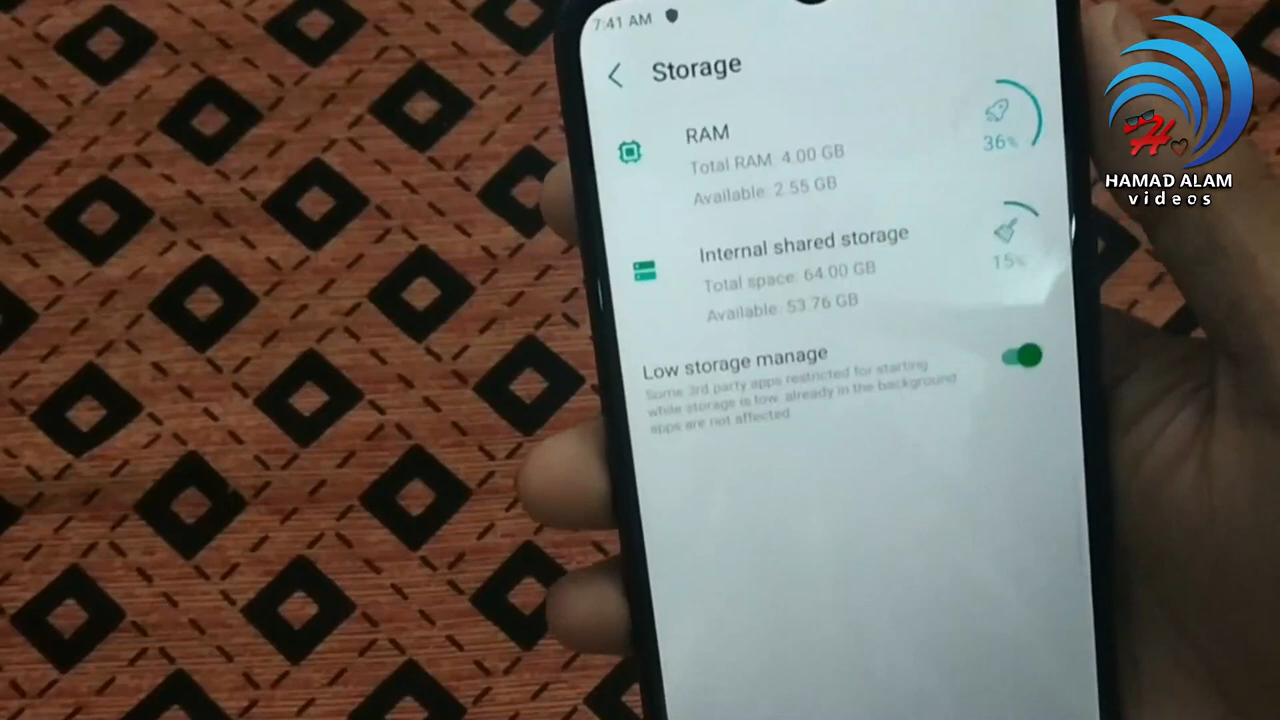 7:41 AM
Storage
RAM
Total RAM: 4.00 GB
Available: 2.55 GB
36%
Internal shared storage
Total space: 64.00 GB
Available: 53.76 GB
15%
Low storage manage
Some 3rd party apps restricted for starting
while storage is low, already in the background
apps are not affected
H
HAMAD ALAM
videos